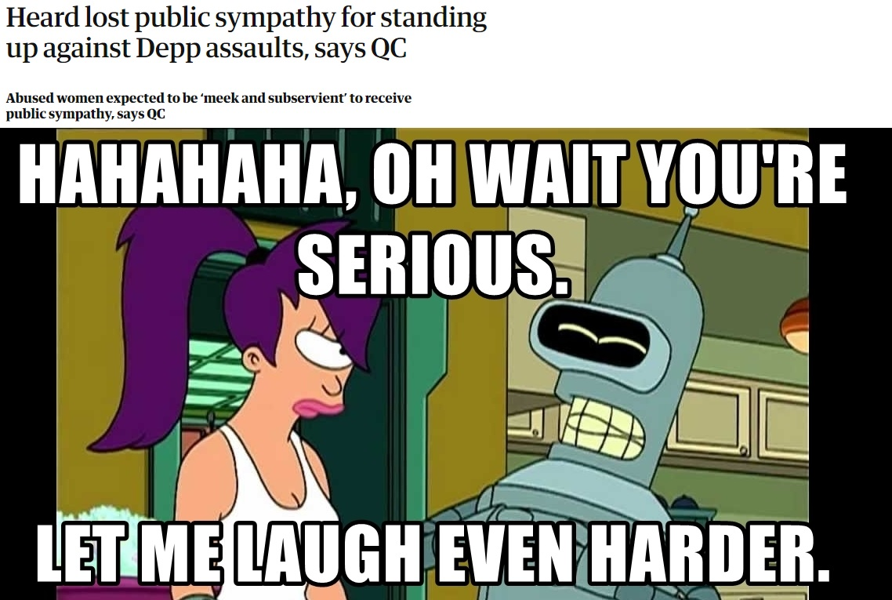 Heard lost public sympathy for standing
up against Depp assaults, says QC
Abused women expected to be ‘meek and subservient’ to receive
public sympathy, says QC
HAHAHAHA, OH WAIT YOU'RE
SERIOUS.
LET ME LAUGH EVEN HARDER.